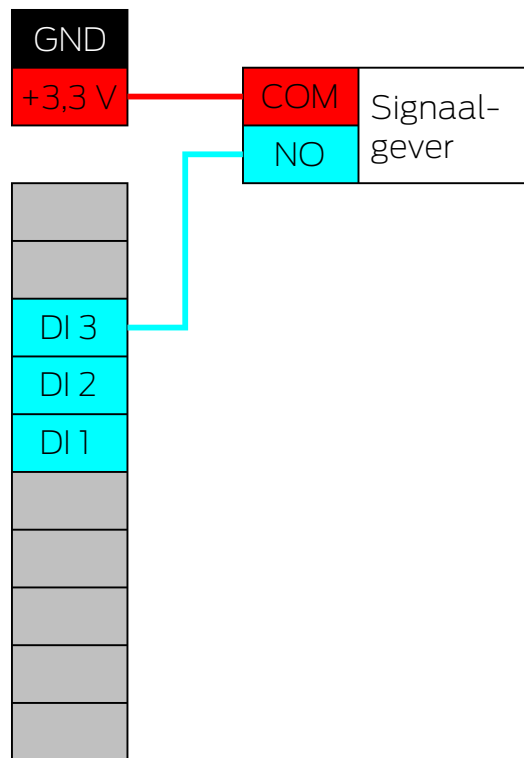 GND
+3,3 V
COM
NO
Signaal-
gever
DI 3
DI 2
DI 1